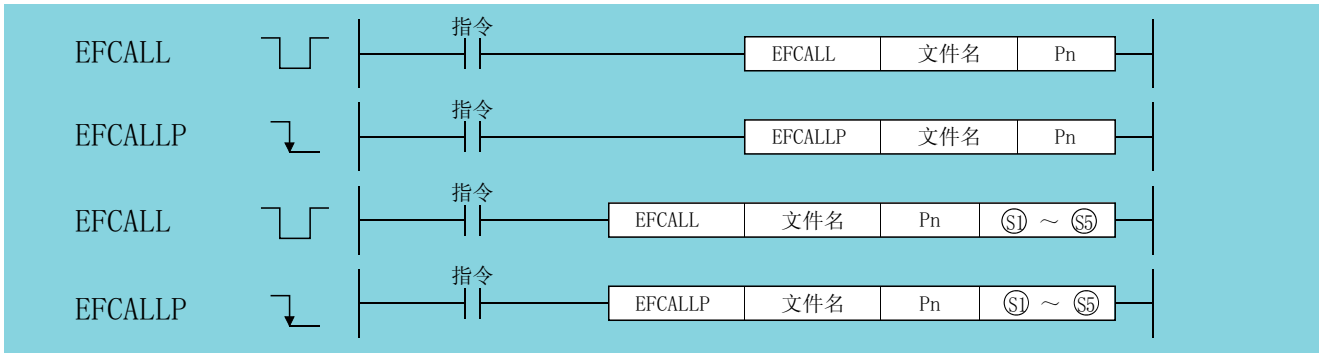 指令
EFCALL EFCALL 文件名 Pn
指令
EFCALLP EFCALLP 文件名 Pn
指令
EFCALL EFCALL 文件名 Pn S1 ～ S5
指令
EFCALLP EFCALLP 文件名 Pn S1 ～ S5